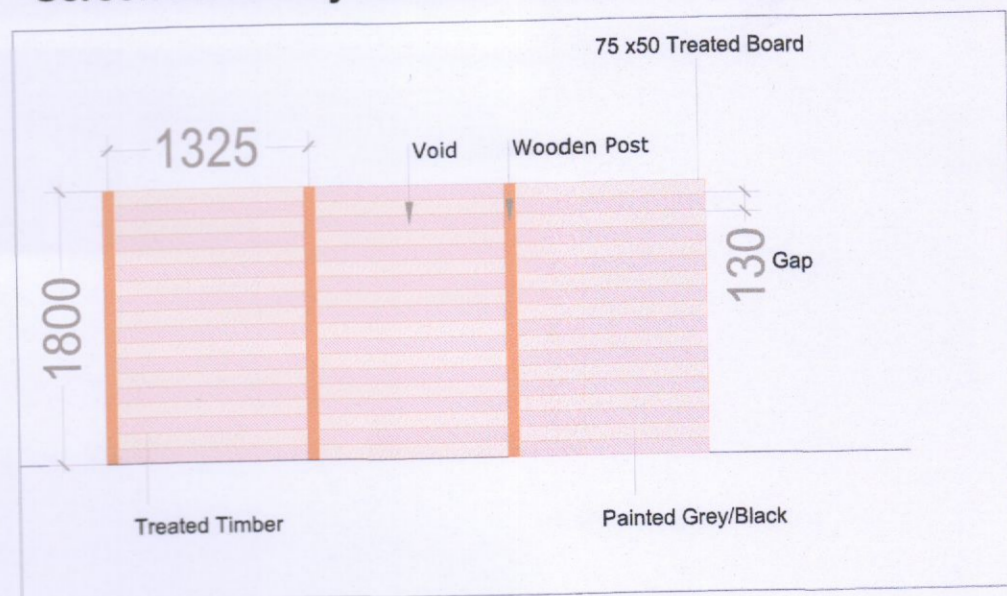 75 x50 Treated Board
1325
Void
Wooden Post
1800
130
Gap
Treated Timber
Painted Grey/Black